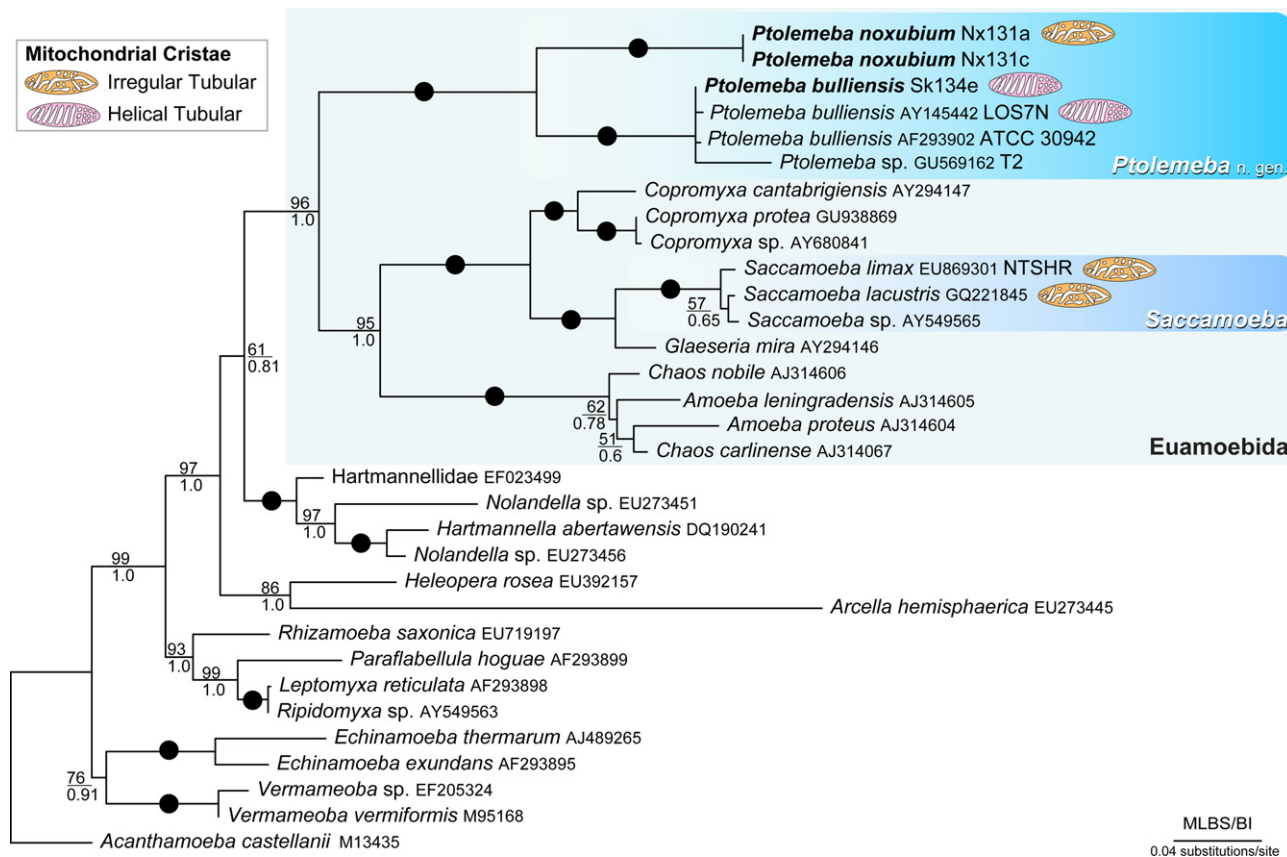 Mitochondrial Cristae
Irregular Tubular
Helical Tubular
Ptolemeba noxubium Nx131a
Ptolemeba noxubium Nx131c
Ptolemeba bulliensis Sk134e
Ptolemeba bulliensis AY145442 LOS7N
Ptolemeba bulliensis AF293902 ATCC 30942
Ptolemeba sp. GU569162 T2
Ptolemeba n. gen.
Copromyxa cantabrigiensis AY294147
96
1.0
Copromyxa protea GU938869
Copromyxa sp. AY680841
Saccamoeba limax EU869301 NTSHR
Saccamoeba lacustris GQ221845
57
0.65
Saccamoeba sp. AY549565
Saccamoeba
95
1.0
Glaeseria mira AY294146
61
0.81
Chaos nobile AJ314606
Amoeba leningradensis AJ314605
62
0.78
Amoeba proteus AJ314604
51
0.6
Chaos carlinense AJ314067
Euamoebida
97
1.0
Hartmannellidae EF023499
Nolandella sp. EU273451
97
1.0
Hartmannella abertawensis DQ190241
Nolandella sp. EU273456
99
1.0
Heleopera rosea EU392157
86
1.0
Arcella hemisphaerica EU273445
Rhizamoeba saxonica EU719197
93
1.0
Paraflabellula hoguae AF293899
99
1.0
Leptomyxa reticulata AF293898
Ripidomyxa sp. AY549563
Echinamoeba thermarum AJ489265
Echinamoeba exundans AF293895
76
0.91
Vermameoba sp. EF205324
Vermameoba vermiformis M95168
Acanthamoeba castellanii M13435
MLBS/BI
0.04 substitutions/site